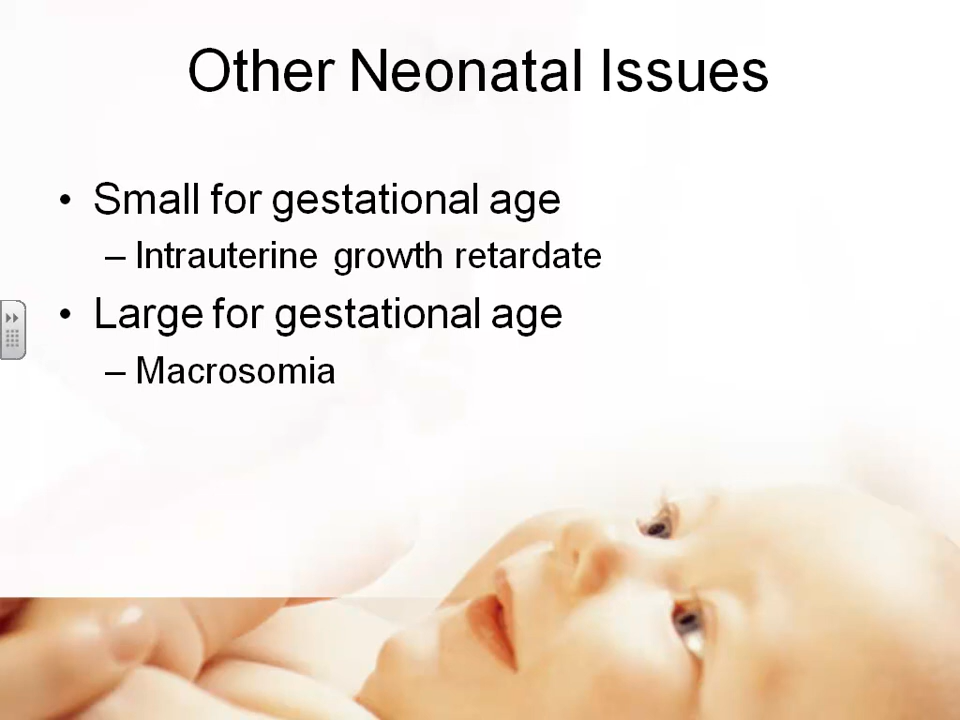 Other Neonatal Issues
• Small for gestational age
– Intrauterine growth retardate
• Large for gestational age
– Macrosomia